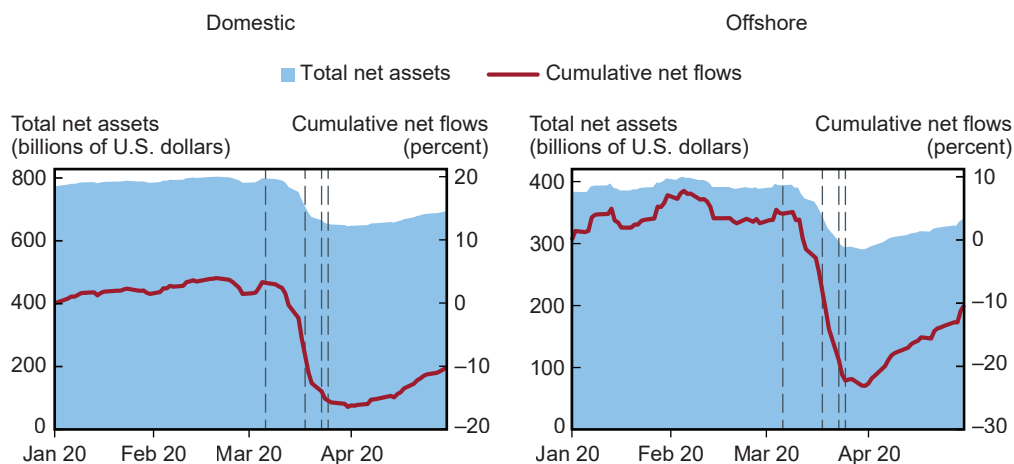 Domestic
Offshore
Total net assets
Cumulative net flows
Total net assets
(billions of U.S. dollars)
Cumulative net flows
(percent)
800
600
400
200
0
20
10
0
–10
–20
Jan 20
Feb 20
Mar 20
Apr 20
Total net assets
(billions of U.S. dollars)
Cumulative net flows
(percent)
400
300
200
100
0
10
0
–10
–20
–30
Jan 20
Feb 20
Mar 20
Apr 20